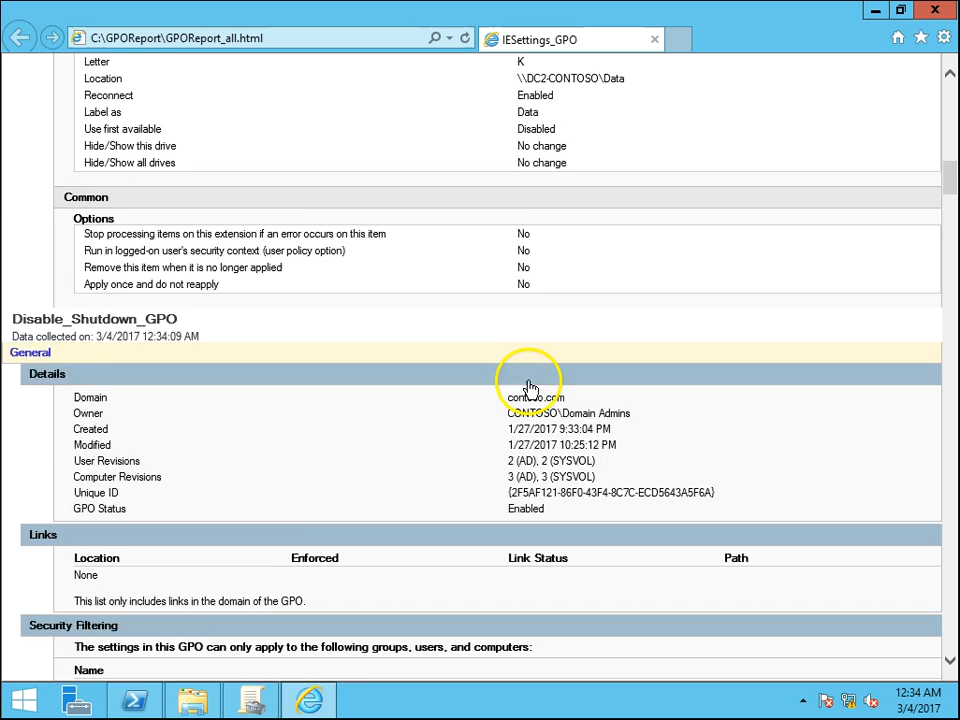 C:\GPOReport\GPOReport_all.html
IESettings_GPO
Letter K
Location \\DC2-CONTOSO\Data
Reconnect Enabled
Label as Data
Use first available Disabled
Hide/Show this drive No change
Hide/Show all drives No change
Common
Options
Stop processing items on this extension if an error occurs on this item No
Run in logged-on user's security context (user policy option) No
Remove this item when it is no longer applied No
Apply once and do not reapply No
Disable_Shutdown_GPO
Data collected on: 3/4/2017 12:34:09 AM
General
Details
Domain contoso.com
Owner CONTOSO\Domain Admins
Created 1/27/2017 9:33:04 PM
Modified 1/27/2017 10:25:12 PM
User Revisions 2 (AD), 2 (SYSVOL)
Computer Revisions 3 (AD), 3 (SYSVOL)
Unique ID {2F5AF121-86F0-43F4-8C7C-ECD5643A5F6A}
GPO Status Enabled
Links
Location Enforced Link Status Path
None
This list only includes links in the domain of the GPO.
Security Filtering
The settings in this GPO can only apply to the following groups, users, and computers:
Name
12:34 AM
3/4/2017